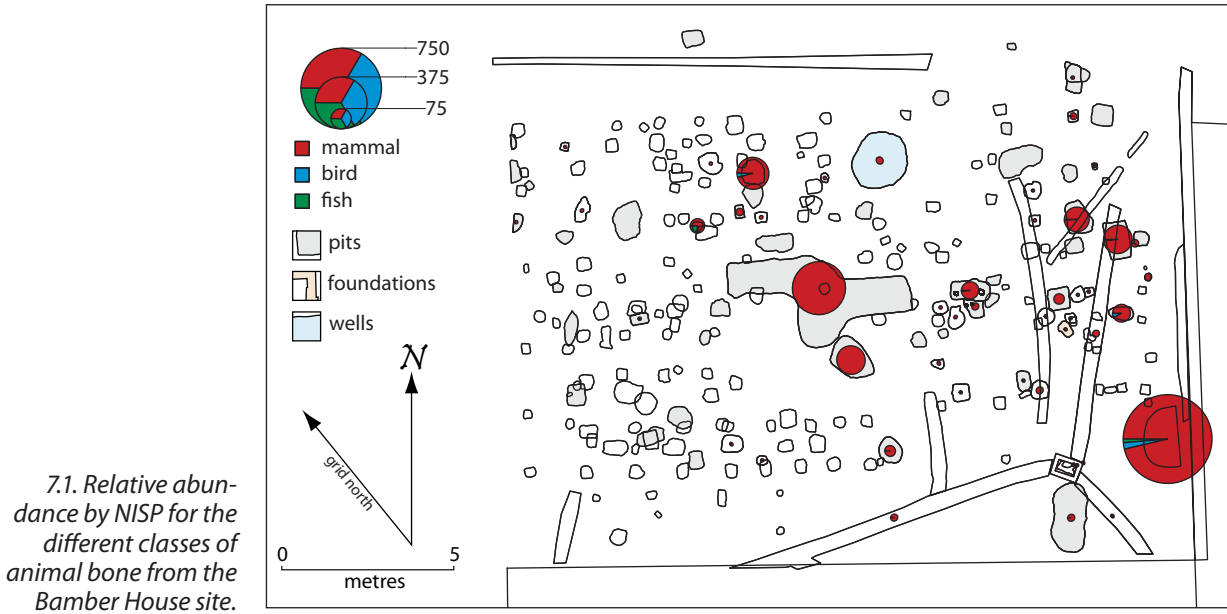 750
375
75
mammal
bird
fish
pits
foundations
wells
N
grid north
0 5
metres
7.1. Relative abun-
dance by NISP for the
different classes of
animal bone from the
Bamber House site.